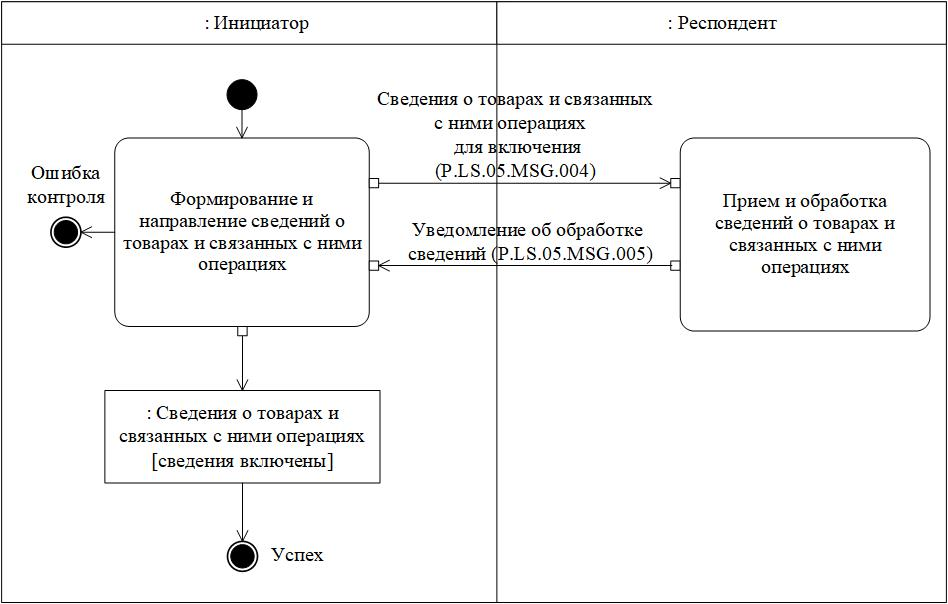 : Инициатор
: Респондент
Сведения о товарах и связанных
с ними операциях
для включения
(P.LS.05.MSG.004)
Ошибка
контроля
Формирование и
направление сведений о
товарах и связанных с ними
операциях
Прием и обработка
сведений о товарах и
связанных с ними
операциях
Уведомление об обработке
сведений (P.LS.05.MSG.005)
: Сведения о товарах и
связанных с ними операциях
[сведения включены]
Успех